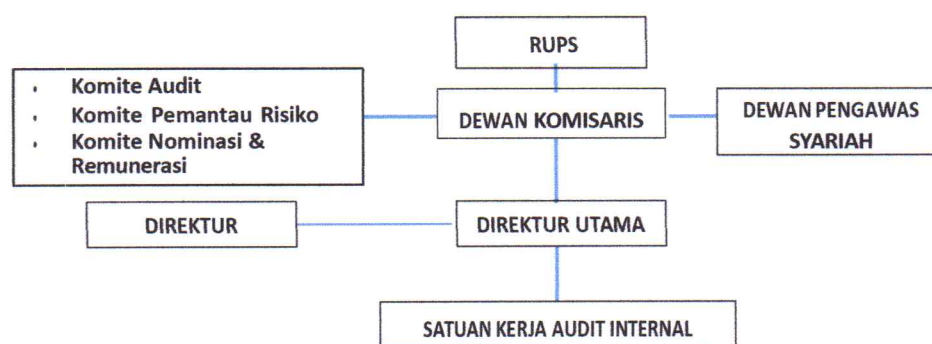 RUPS
• Komite Audit
• Komite Pemantau Risiko
• Komite Nominasi &
Remunerasi
DEWAN KOMISARIS
DEWAN PENGAWAS
SYARIAH
DIREKTUR
DIREKTUR UTAMA
SATUAN KERJA AUDIT INTERNAL